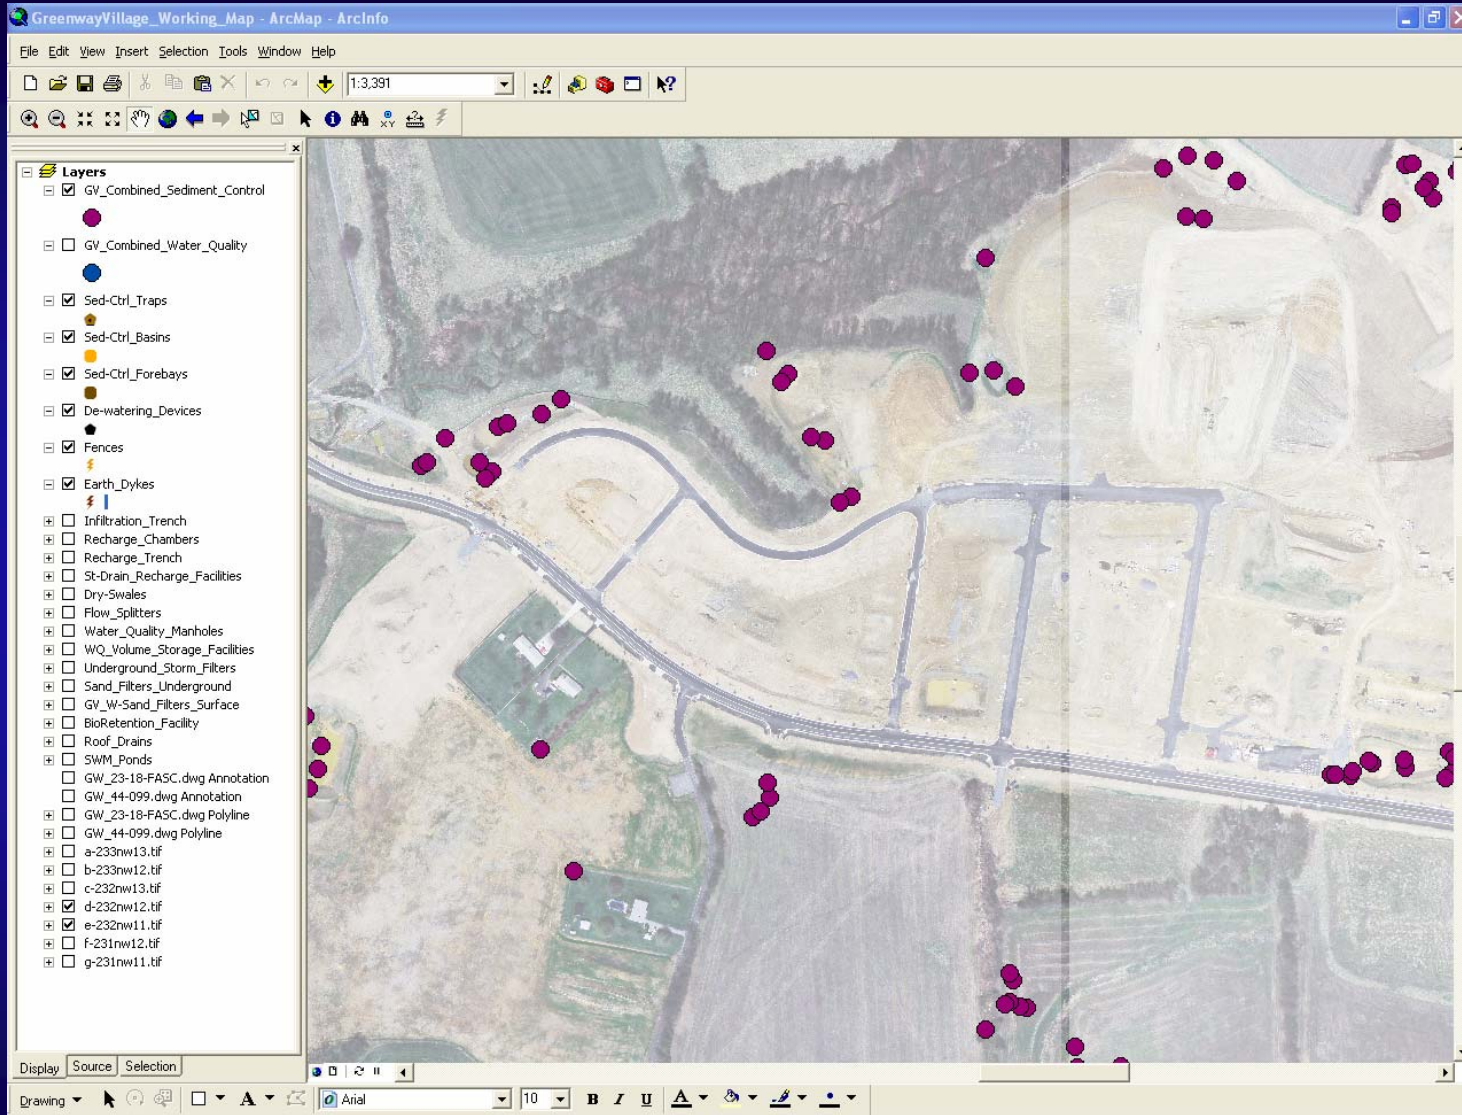 GreenwayVillage_Working_Map - ArcMap - ArcInfo
File Edit View Insert Selection Tools Window Help
1:3,391
Layers
GV_Combined_Sediment_Control
GV_Combined_Water_Quality
Sed-Ctrl_Traps
Sed-Ctrl_Basins
Sed-Ctrl_Forebays
De-watering_Devices
Fences
Earth_Dykes
Infiltration_Trench
Recharge_Chambers
Recharge_Trench
St-Drain_Recharge_Facilities
Dry-Swales
Flow_Splitters
Water_Quality_Manholes
WQ_Volume_Storage_Facilities
Underground_Storm_Filters
Sand_Filters_Underground
GV_W-Sand_Filters_Surface
BioRetention_Facility
Roof_Drains
SWM_Ponds
GW_23-18-FASC.dwg Annotation
GW_44-099.dwg Annotation
GW_23-18-FASC.dwg Polyline
GW_44-099.dwg Polyline
a-233nw13.tif
b-233nw12.tif
c-232nw13.tif
d-232nw12.tif
e-232nw11.tif
f-231nw12.tif
g-231nw11.tif
Display Source Selection
Drawing A Arial 10 B I U A